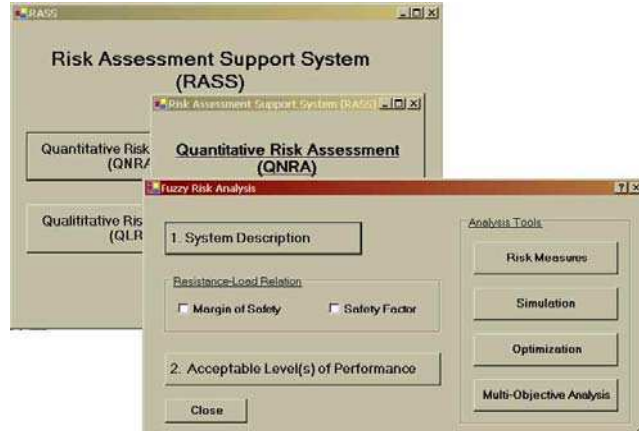 RASS
Risk Assessment Support System
(RASS)
Quantitative Risk
(QNRA
Qualitiative Ris
(QLR
Risk Assessment Support System (RASS)
Quantitative Risk Assessment
(QNRA)
Fuzzy Risk Analysis
1. System Description
Resistance-Load Relation
Margin of Safety
Safety Factor
2. Acceptable Level(s) of Performance
Close
Analysis Tools
Risk Measures
Simulation
Optimization
Multi-Objective Analysis